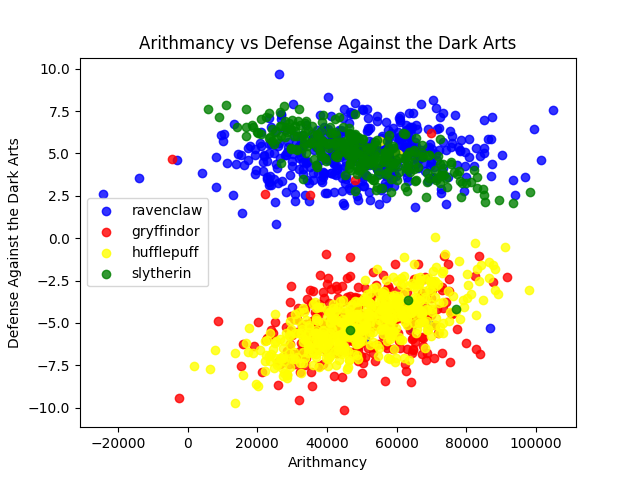 Arithmancy vs Defense Against the Dark Arts
Defense Against the Dark Arts
10.0
7.5
5.0
2.5
0.0
−2.5
−5.0
−7.5
−10.0
ravenclaw
gryffindor
hufflepuff
slytherin
−20000 0 20000 40000 60000 80000 100000
Arithmancy